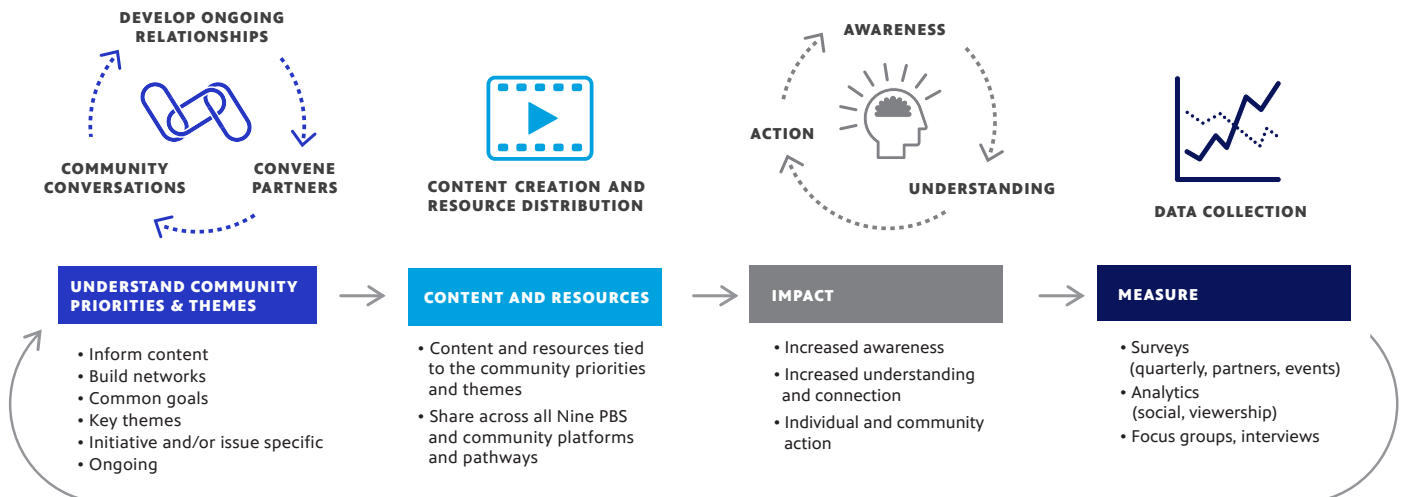 DEVELOP ONGOING
RELATIONSHIPS
COMMUNITY
CONVERSATIONS
CONVENE
PARTNERS
CONTENT CREATION AND
RESOURCE DISTRIBUTION
AWARENESS
ACTION
UNDERSTANDING
DATA COLLECTION
UNDERSTAND COMMUNITY
PRIORITIES & THEMES
• Inform content
• Build networks
• Common goals
• Key themes
• Initiative and/or issue specific
• Ongoing
CONTENT AND RESOURCES
• Content and resources tied
to the community priorities
and themes
• Share across all Nine PBS
and community platforms
and pathways
IMPACT
• Increased awareness
• Increased understanding
and connection
• Individual and community
action
MEASURE
• Surveys
(quarterly, partners, events)
• Analytics
(social, viewership)
• Focus groups, interviews